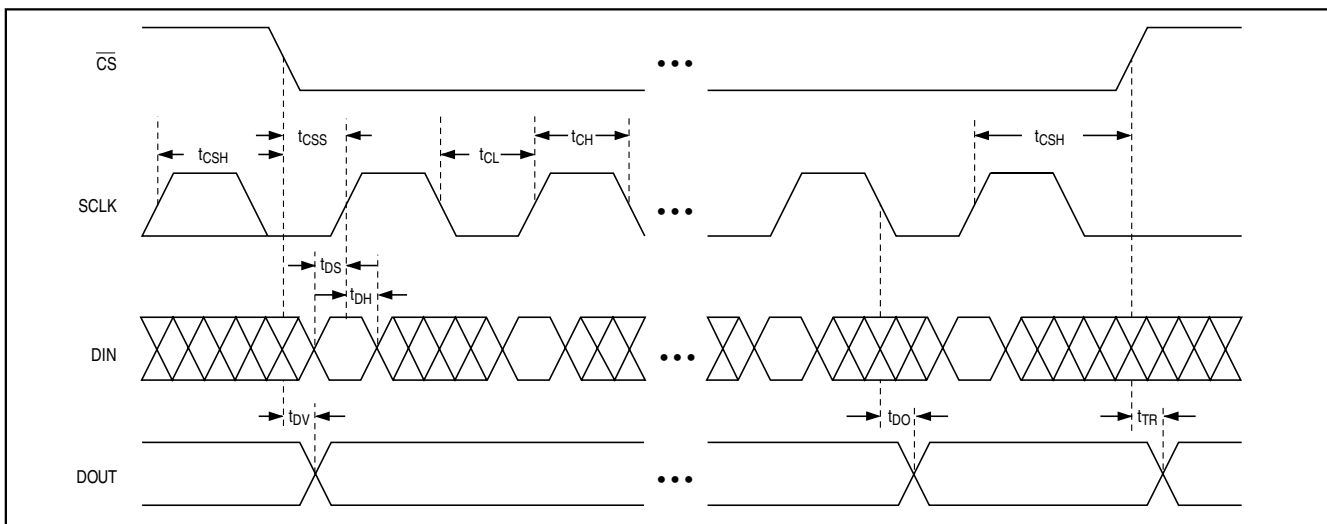 CS
tCSS
tCH
tCSH
tCL
tCSH
SCLK
tDS
tDH
DIN
tDV
tDO
tTR
DOUT